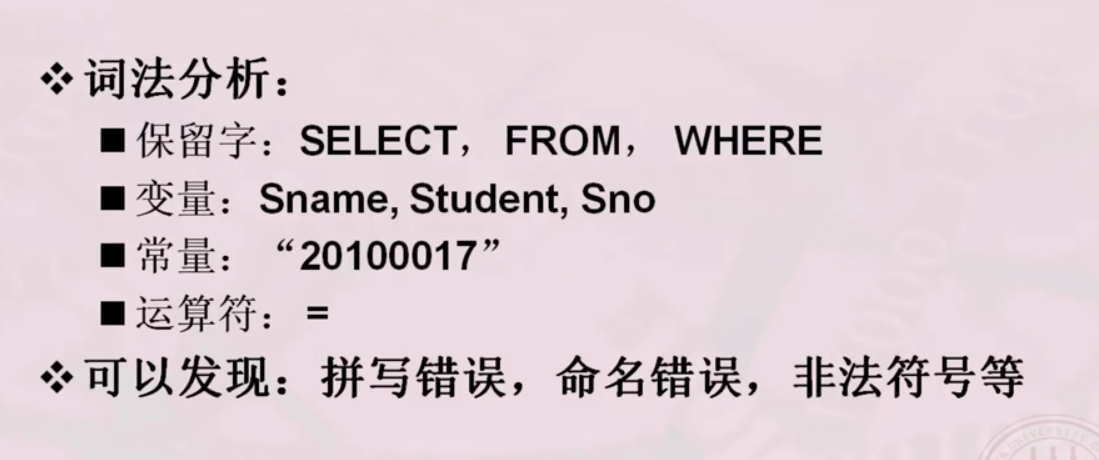 ❖ 词法分析：
■ 保留字：SELECT， FROM， WHERE
■ 变量：Sname, Student, Sno
■ 常量：“20100017”
■ 运算符：=
❖ 可以发现：拼写错误，命名错误，非法符号等